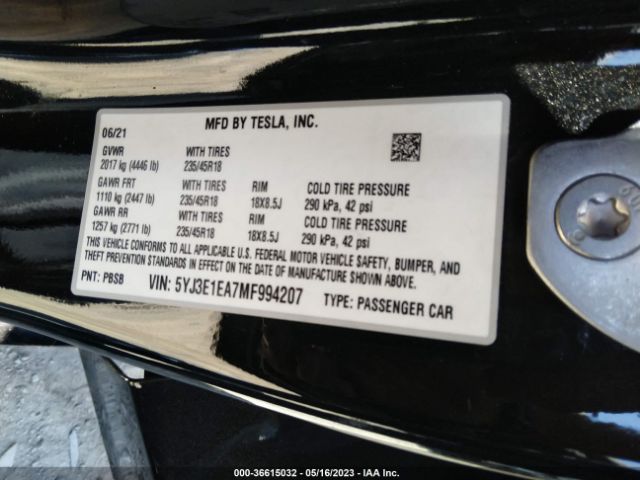 MFD BY TESLA, INC.
06/21
GVWR WITH TIRES
2017 kg (4446 lb) 235/45R18
GAWR FRT WITH TIRES RIM COLD TIRE PRESSURE
1110 kg (2447 lb) 235/45R18 18X8.5J 290 kPa, 42 psi
GAWR RR WITH TIRES RIM COLD TIRE PRESSURE
1257 kg (2771 lb) 235/45R18 18X8.5J 290 kPa, 42 psi
THIS VEHICLE CONFORMS TO ALL APPLICABLE U.S. FEDERAL MOTOR VEHICLE SAFETY, BUMPER, AND
THEFT PREVENTION STANDARDS IN EFFECT ON THE DATE OF MANUFACTURE SHOWN ABOVE.
PNT: PBSB VIN: 5YJ3E1EA7MF994207 TYPE: PASSENGER CAR
000-36615032 - 05/16/2023 - IAA Inc.